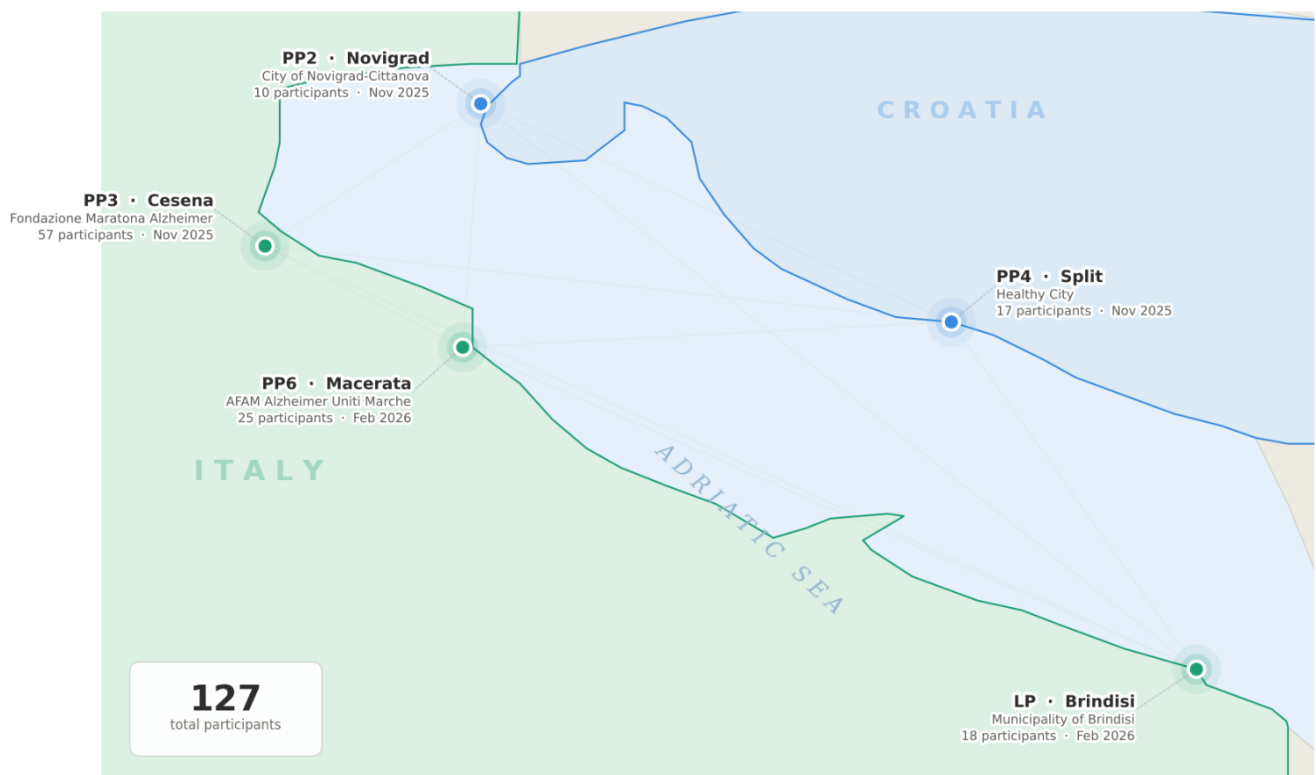 PP2 · Novigrad
City of Novigrad-Cittanova
10 participants · Nov 2025
CROATIA
PP3 · Cesena
Fondazione Maratona Alzheimer
57 participants · Nov 2025
PP4 · Split
Healthy City
17 participants · Nov 2025
PP6 · Macerata
AFAM Alzheimer Uniti Marche
25 participants · Feb 2026
ITALY
ADRIATIC SEA
127
total participants
LP · Brindisi
Municipality of Brindisi
18 participants · Feb 2026